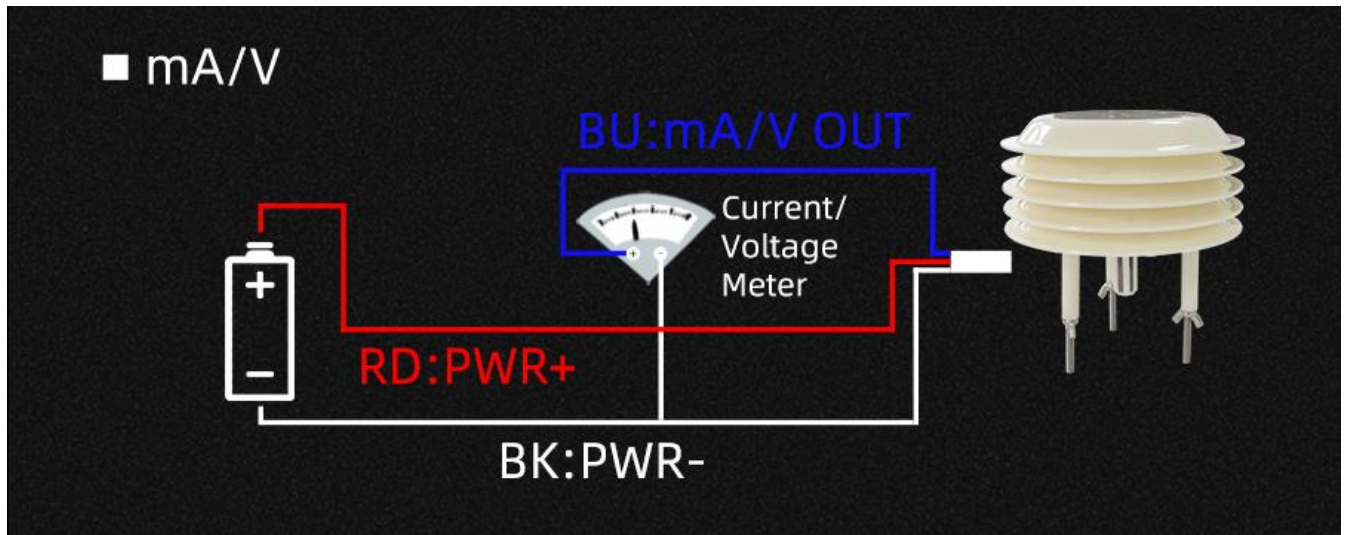 mA/V
BU:mA/V OUT
Current/
Voltage
Meter
+
-
+
-
RD:PWR+
BK:PWR-